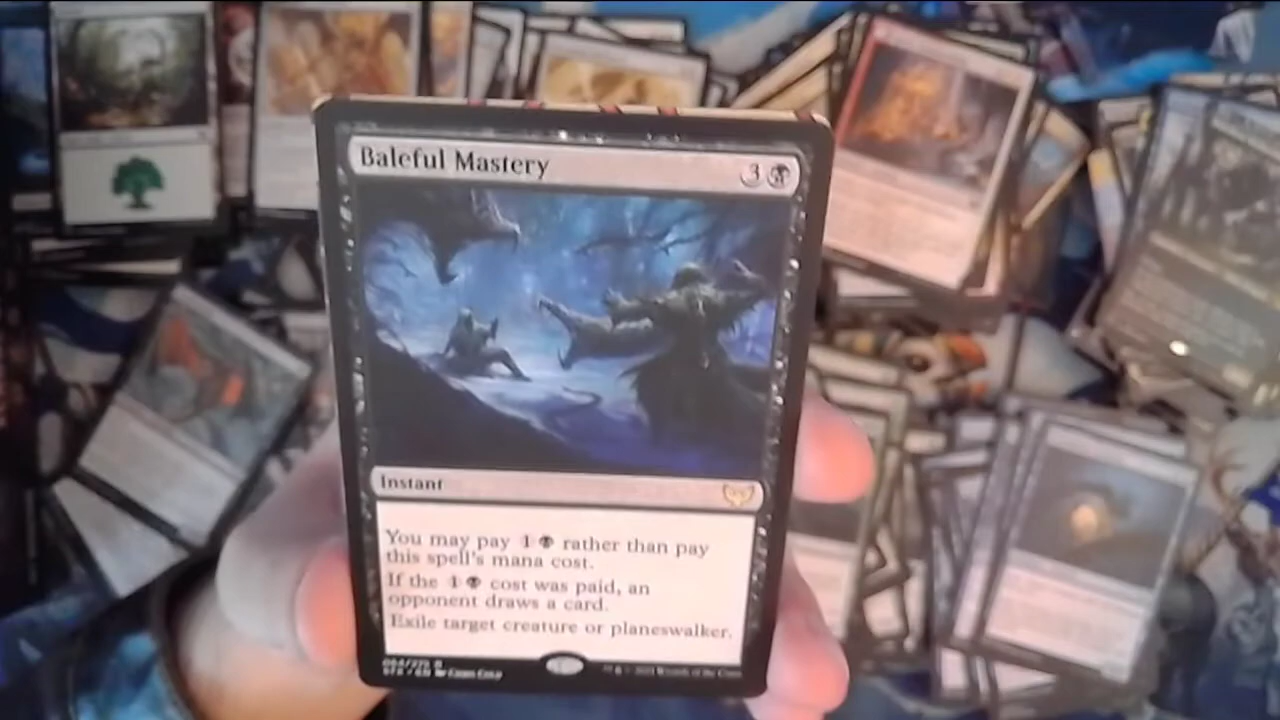 Baleful Mastery 3
Instant
You may pay 1 rather than pay
this spell's mana cost.
If the 1 cost was paid, an
opponent draws a card.
Exile target creature or planeswalker.